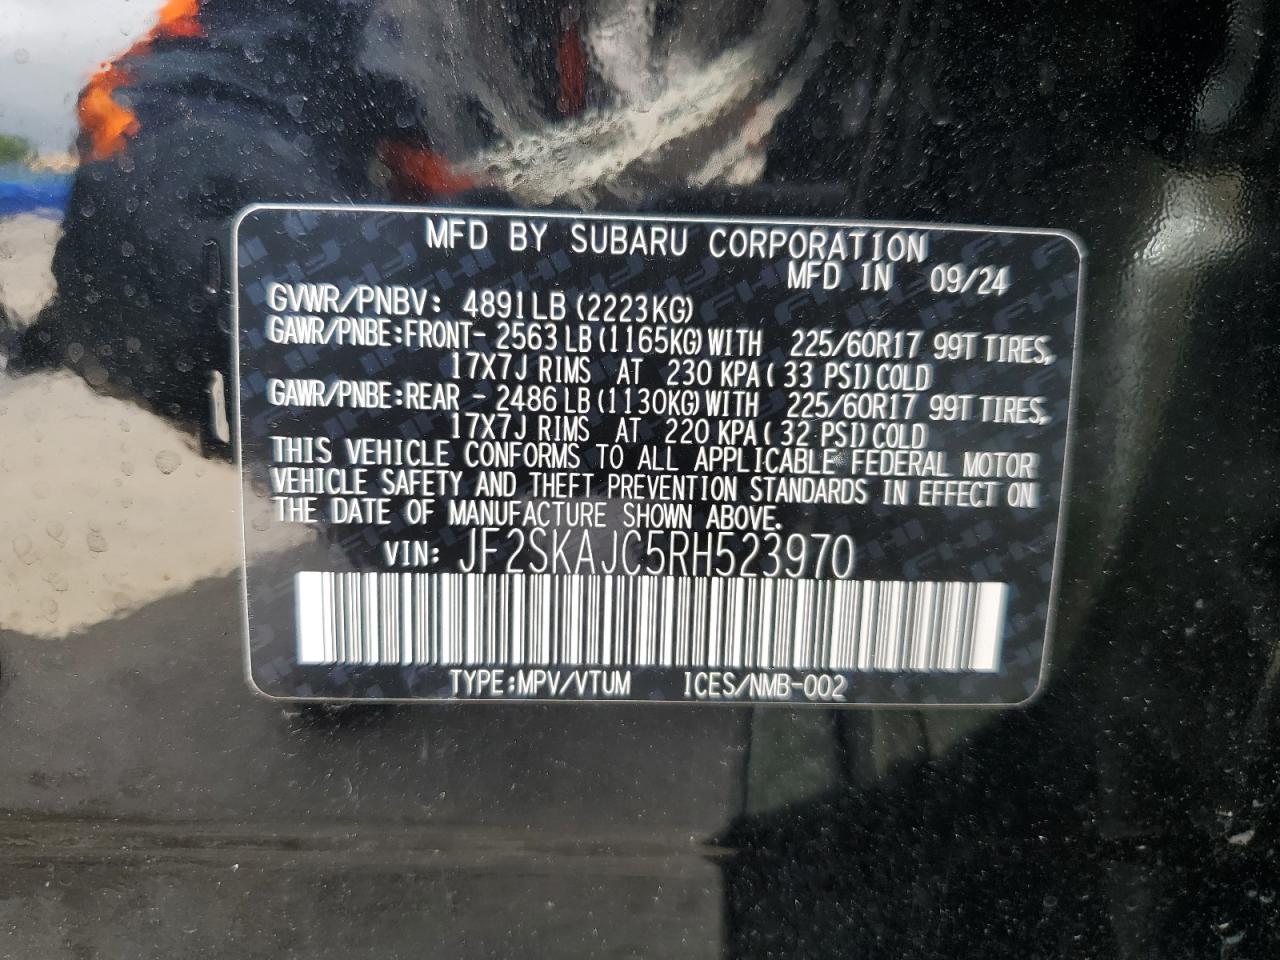 MFD BY SUBARU CORPORATION
MFD IN 09/24
GVWR/PNBV: 4891LB (2223KG)
GAWR/PNBE:FRONT- 2563LB (1165KG) WITH 225/60R17 99T TIRES,
17X7J RIMS AT 230 KPA ( 33 PSI) COLD
GAWR/PNBE:REAR - 2486LB (1130KG) WITH 225/60R17 99T TIRES,
17X7J RIMS AT 220 KPA ( 32 PSI) COLD
THIS VEHICLE CONFORMS TO ALL APPLICABLE FEDERAL MOTOR
VEHICLE SAFETY AND THEFT PREVENTION STANDARDS IN EFFECT ON
THE DATE OF MANUFACTURE SHOWN ABOVE.
VIN: JF2SKAJC5RH523970
TYPE:MPV/VTUM ICES/NMB-002